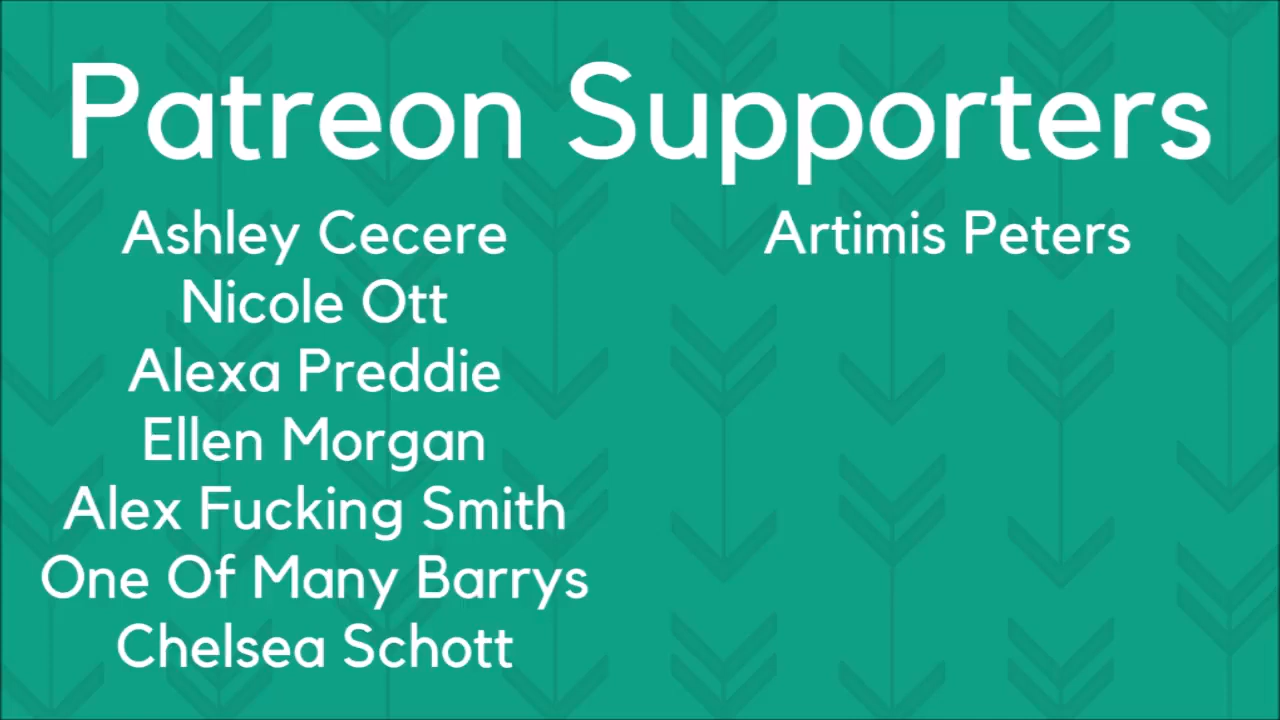 Patreon Supporters
Ashley Cecere
Nicole Ott
Alexa Preddie
Ellen Morgan
Alex Fucking Smith
One Of Many Barrys
Chelsea Schott
Artimis Peters